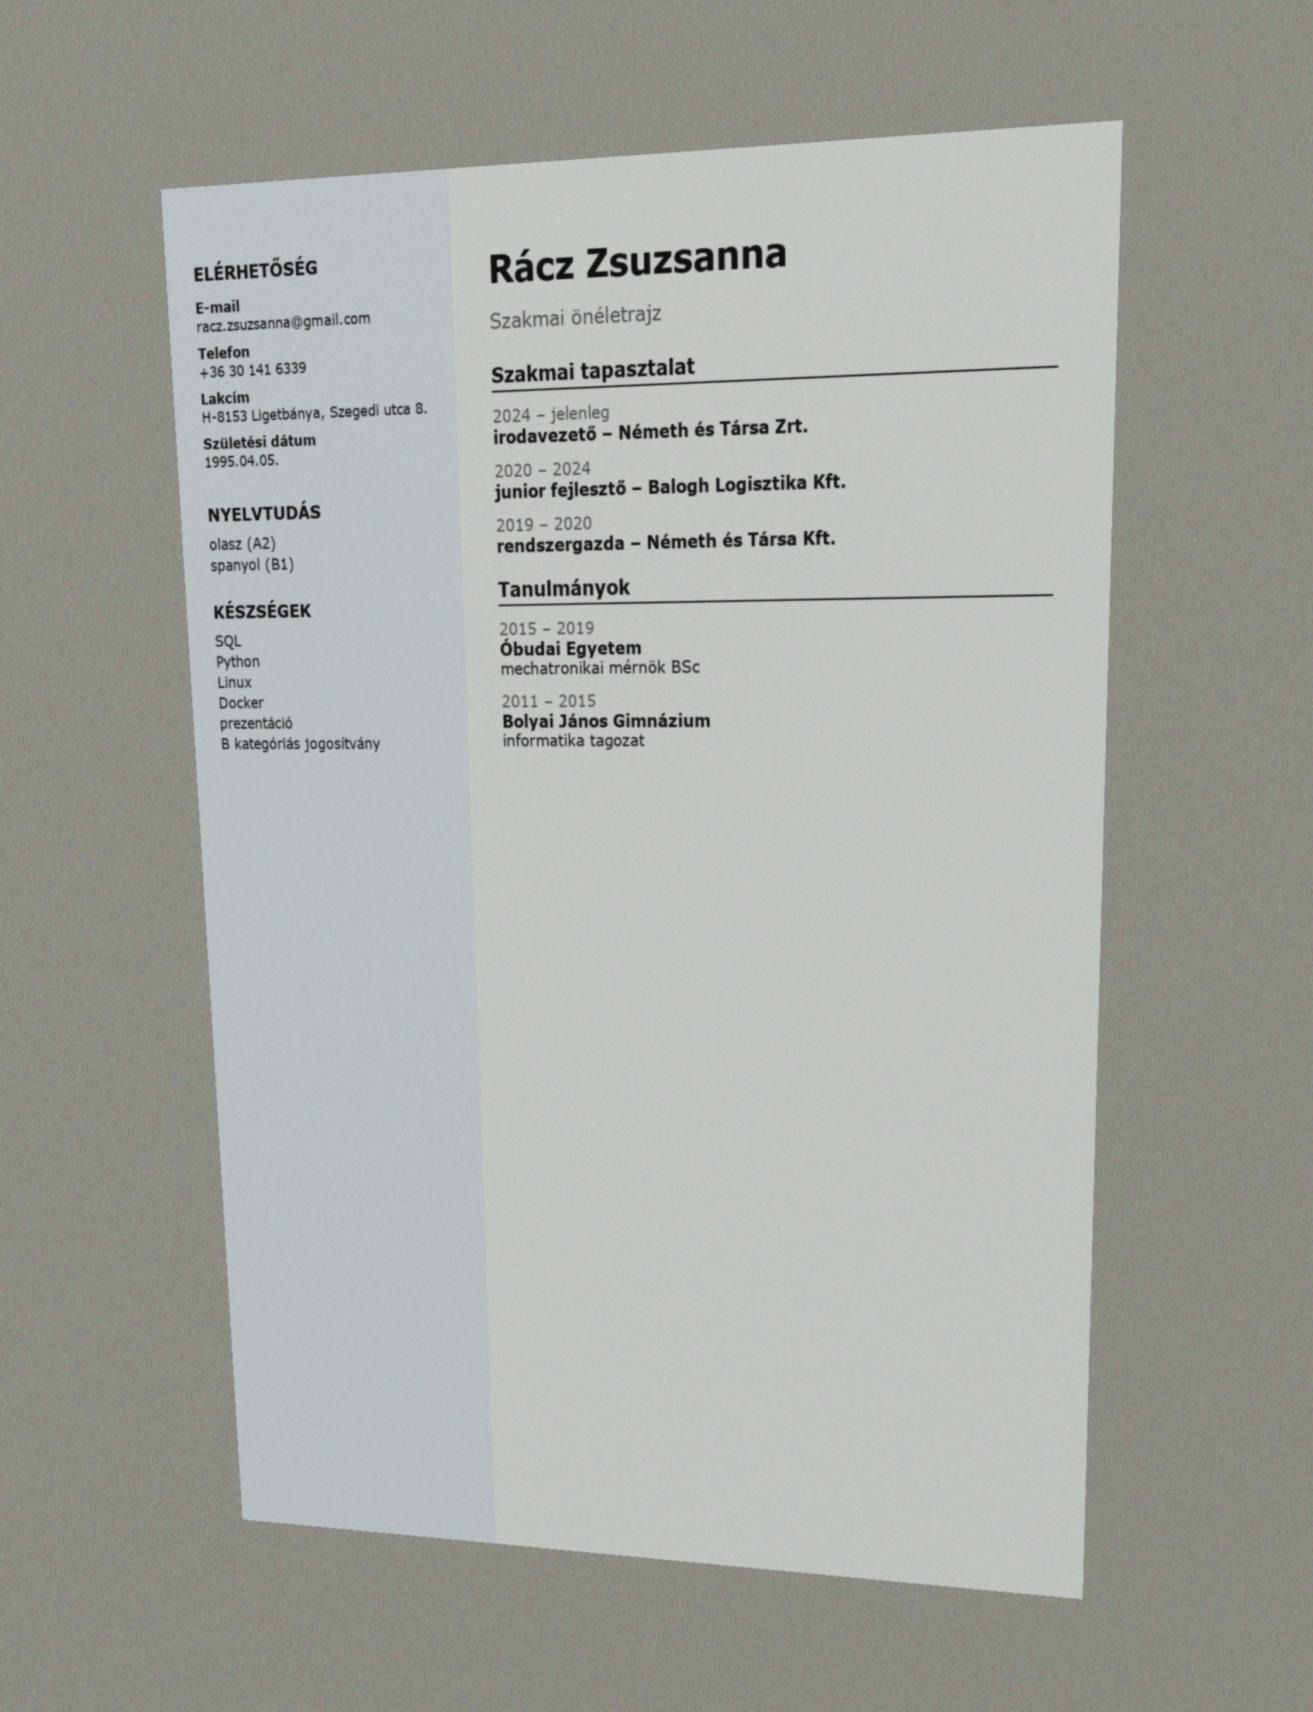 Rácz Zsuzsanna
Szakmai önéletrajz
ELÉRHETŐSÉG
E-mail
racz.zsuzsanna@gmail.com
Telefon
+36 30 141 6339
Lakcím
H-8153 Ligetbánya, Szegedi utca 8.
Születési dátum
1995.04.05.
NYELVTUDÁS
olasz (A2)
spanyol (B1)
KÉSZSÉGEK
SQL
Python
Linux
Docker
prezentáció
B kategóriás jogosítvány
Szakmai tapasztalat
2024 – jelenleg
irodavezető – Németh és Társa Zrt.
2020 – 2024
junior fejlesztő – Balogh Logisztika Kft.
2019 – 2020
rendszergazda – Németh és Társa Kft.
Tanulmányok
2015 – 2019
Óbudai Egyetem
mechatronikai mérnök BSc
2011 – 2015
Bolyai János Gimnázium
informatika tagozat